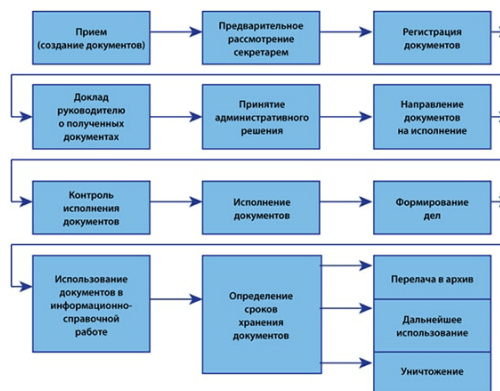 Прием
(создание документов)
Предварительное
рассмотрение
секретарем
Регистрация
документов
Доклад
руководителю
о полученных
документах
Принятие
административного
решения
Направление
документов
на исполнение
Контроль
исполнения
документов
Исполнение
документов
Формирование
дел
Использование
документов в
информационно-
справочной
работе
Определение
сроков
хранения
документов
Перелача в архив
Дальнейшее
использование
Уничтожение